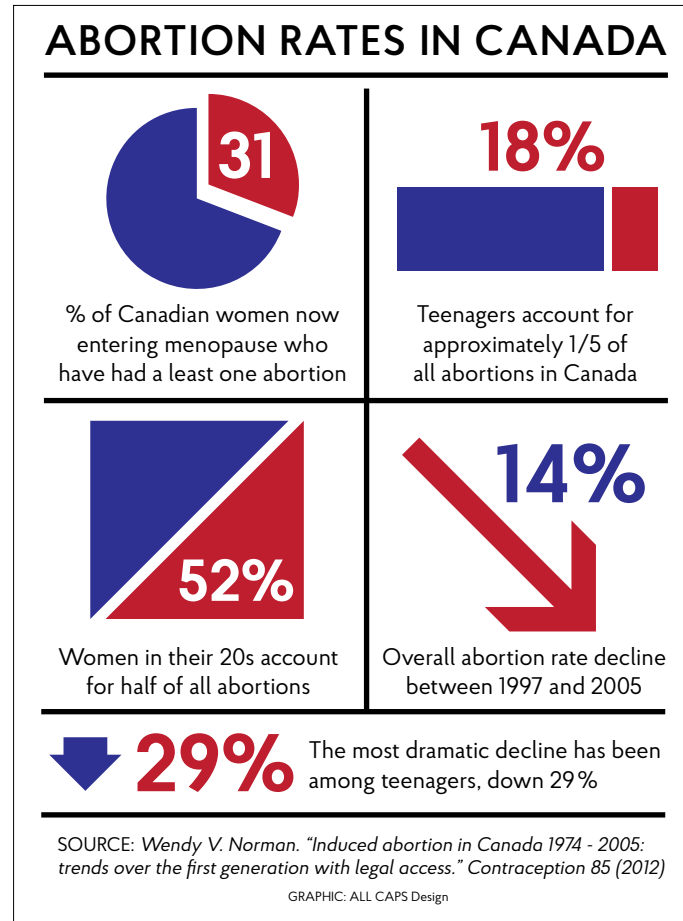 ABORTION RATES IN CANADA
31
% of Canadian women now
entering menopause who
have had a least one abortion
18%
Teenagers account for
approximately 1/5 of
all abortions in Canada
52%
Women in their 20s account
for half of all abortions
14%
Overall abortion rate decline
between 1997 and 2005
29%
The most dramatic decline has been
among teenagers, down 29%
SOURCE: Wendy V. Norman. “Induced abortion in Canada 1974 - 2005:
trends over the first generation with legal access.” Contraception 85 (2012)
GRAPHIC: ALL CAPS Design